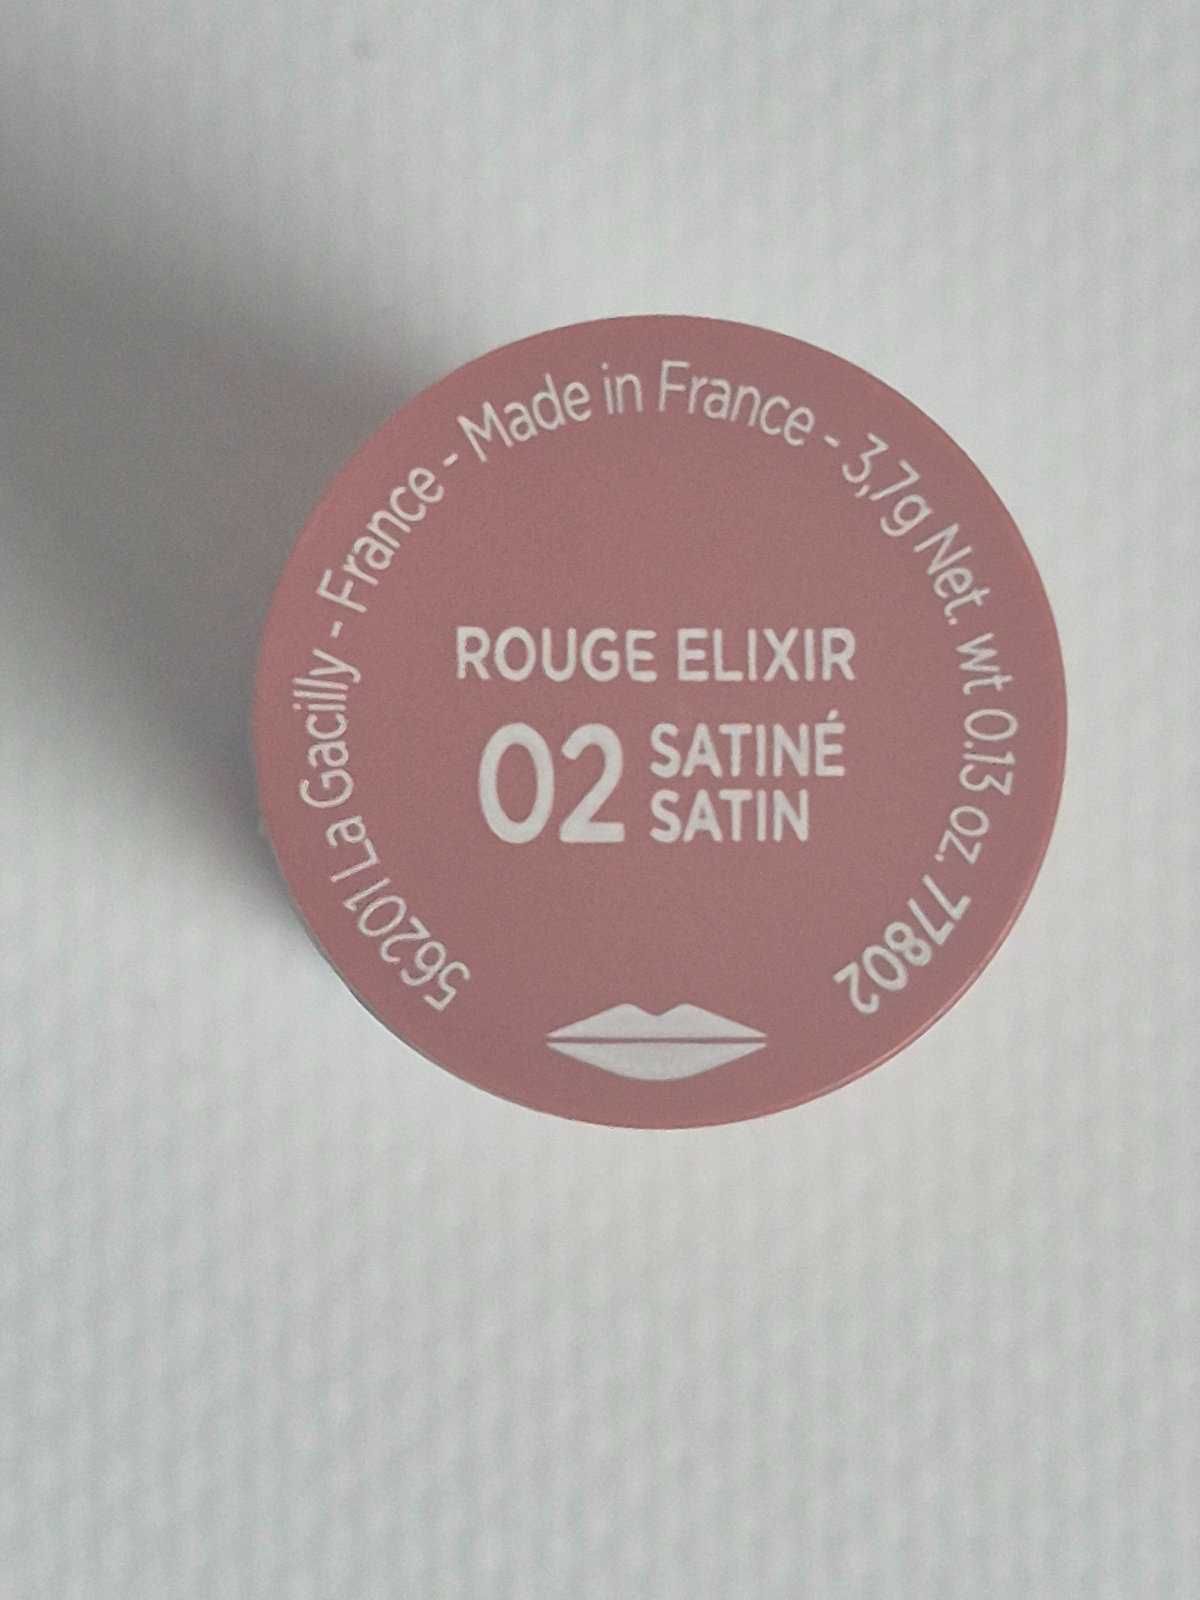 56201 La Gacilly - France - Made in France - 3,7g Net. wt 0.13 oz. 77802
ROUGE ELIXIR
02 SATINÉ
SATIN